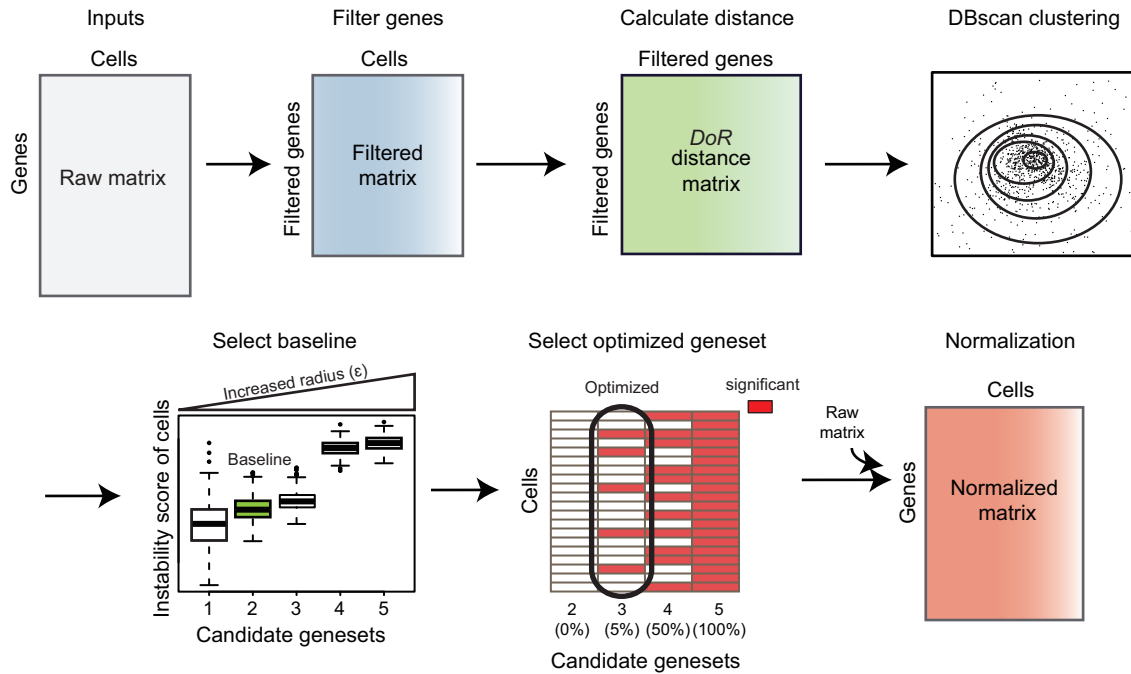 Inputs
Filter genes
Calculate distance
DBscan clustering
Cells
Cells
Filtered genes
Genes
Raw matrix
Filtered genes
Filtered
matrix
Filtered genes
DoR
distance
matrix
Select baseline
Increased radius (ε)
Instability score of cells
Baseline
1 2 3 4 5
Candidate genesets
Select optimized geneset
Optimized
significant
Cells
2 3 4 5
(0%) (5%) (50%) (100%)
Candidate genesets
Normalization
Cells
Raw
matrix
Genes
Normalized
matrix